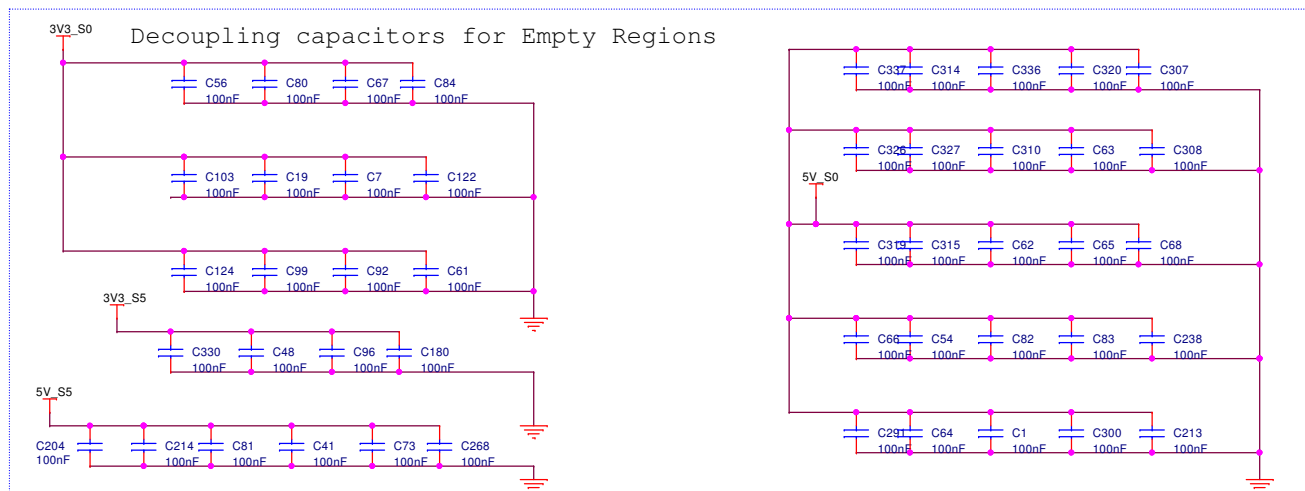 3V3_S0
Decoupling capacitors for Empty Regions
C56 C80 C67 C84
100nF 100nF 100nF 100nF
C103 C19 C7 C122
100nF 100nF 100nF 100nF
C124 C99 C92 C61
100nF 100nF 100nF 100nF
3V3_S5
C330 C48 C96 C180
100nF 100nF 100nF 100nF
5V_S5
C204 C214 C81 C41 C73 C268
100nF 100nF 100nF 100nF 100nF 100nF
C337 C314 C336 C320 C307
100nF 100nF 100nF 100nF 100nF
C326 C327 C310 C63 C308
100nF 100nF 100nF 100nF 100nF
5V_S0
C319 C315 C62 C65 C68
100nF 100nF 100nF 100nF 100nF
C66 C54 C82 C83 C238
100nF 100nF 100nF 100nF 100nF
C291 C64 C1 C300 C213
100nF 100nF 100nF 100nF 100nF